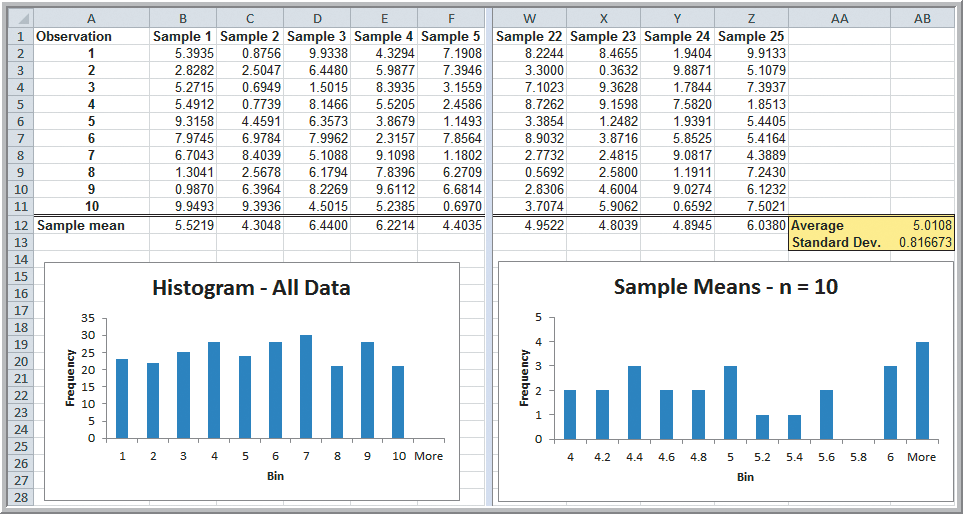 A B C D E F W X Y Z AA AB
1 Observation Sample 1 Sample 2 Sample 3 Sample 4 Sample 5 Sample 22 Sample 23 Sample 24 Sample 25
2 1 5.3935 0.8756 9.9338 4.3294 7.1908 8.2244 8.4655 1.9404 9.9133
3 2 2.8282 2.5047 6.4480 5.9877 7.3946 3.3000 0.3632 9.8871 5.1079
4 3 5.2715 0.6949 1.5015 8.3935 3.1559 7.1023 9.3628 1.7844 7.3937
5 4 5.4912 0.7739 8.1466 5.5205 2.4586 8.7262 9.1598 7.5820 1.8513
6 5 9.3158 4.4591 6.3573 3.8679 1.1493 3.3854 1.2482 1.9391 5.4405
7 6 7.9745 6.9784 7.9962 2.3157 7.8564 8.9032 3.8716 5.8525 5.4164
8 7 6.7043 8.4039 5.1088 9.1098 1.1802 2.7732 2.4815 9.0817 4.3889
9 8 1.3041 2.5678 6.1794 7.8396 6.2709 0.5692 2.5800 1.1911 7.2430
10 9 0.9870 6.3964 8.2269 9.6112 6.6814 2.8306 4.6004 9.0274 6.1232
11 10 9.9493 9.3936 4.5015 5.2385 0.6970 3.7074 5.9062 0.6592 7.5021
12 Sample mean 5.5219 4.3048 6.4400 6.2214 4.4035 4.9522 4.8039 4.8945 6.0380 Average 5.0108
13 Standard Dev. 0.816673
14
15
16
17
18
19
20
21
22
23
24
25
26
27
28
Histogram - All Data
Frequency
35
30
25
20
15
10
5
0
1 2 3 4 5 6 7 8 9 10 More
Bin
Sample Means - n = 10
Frequency
5
4
3
2
1
0
4 4.2 4.4 4.6 4.8 5 5.2 5.4 5.6 5.8 6 More
Bin